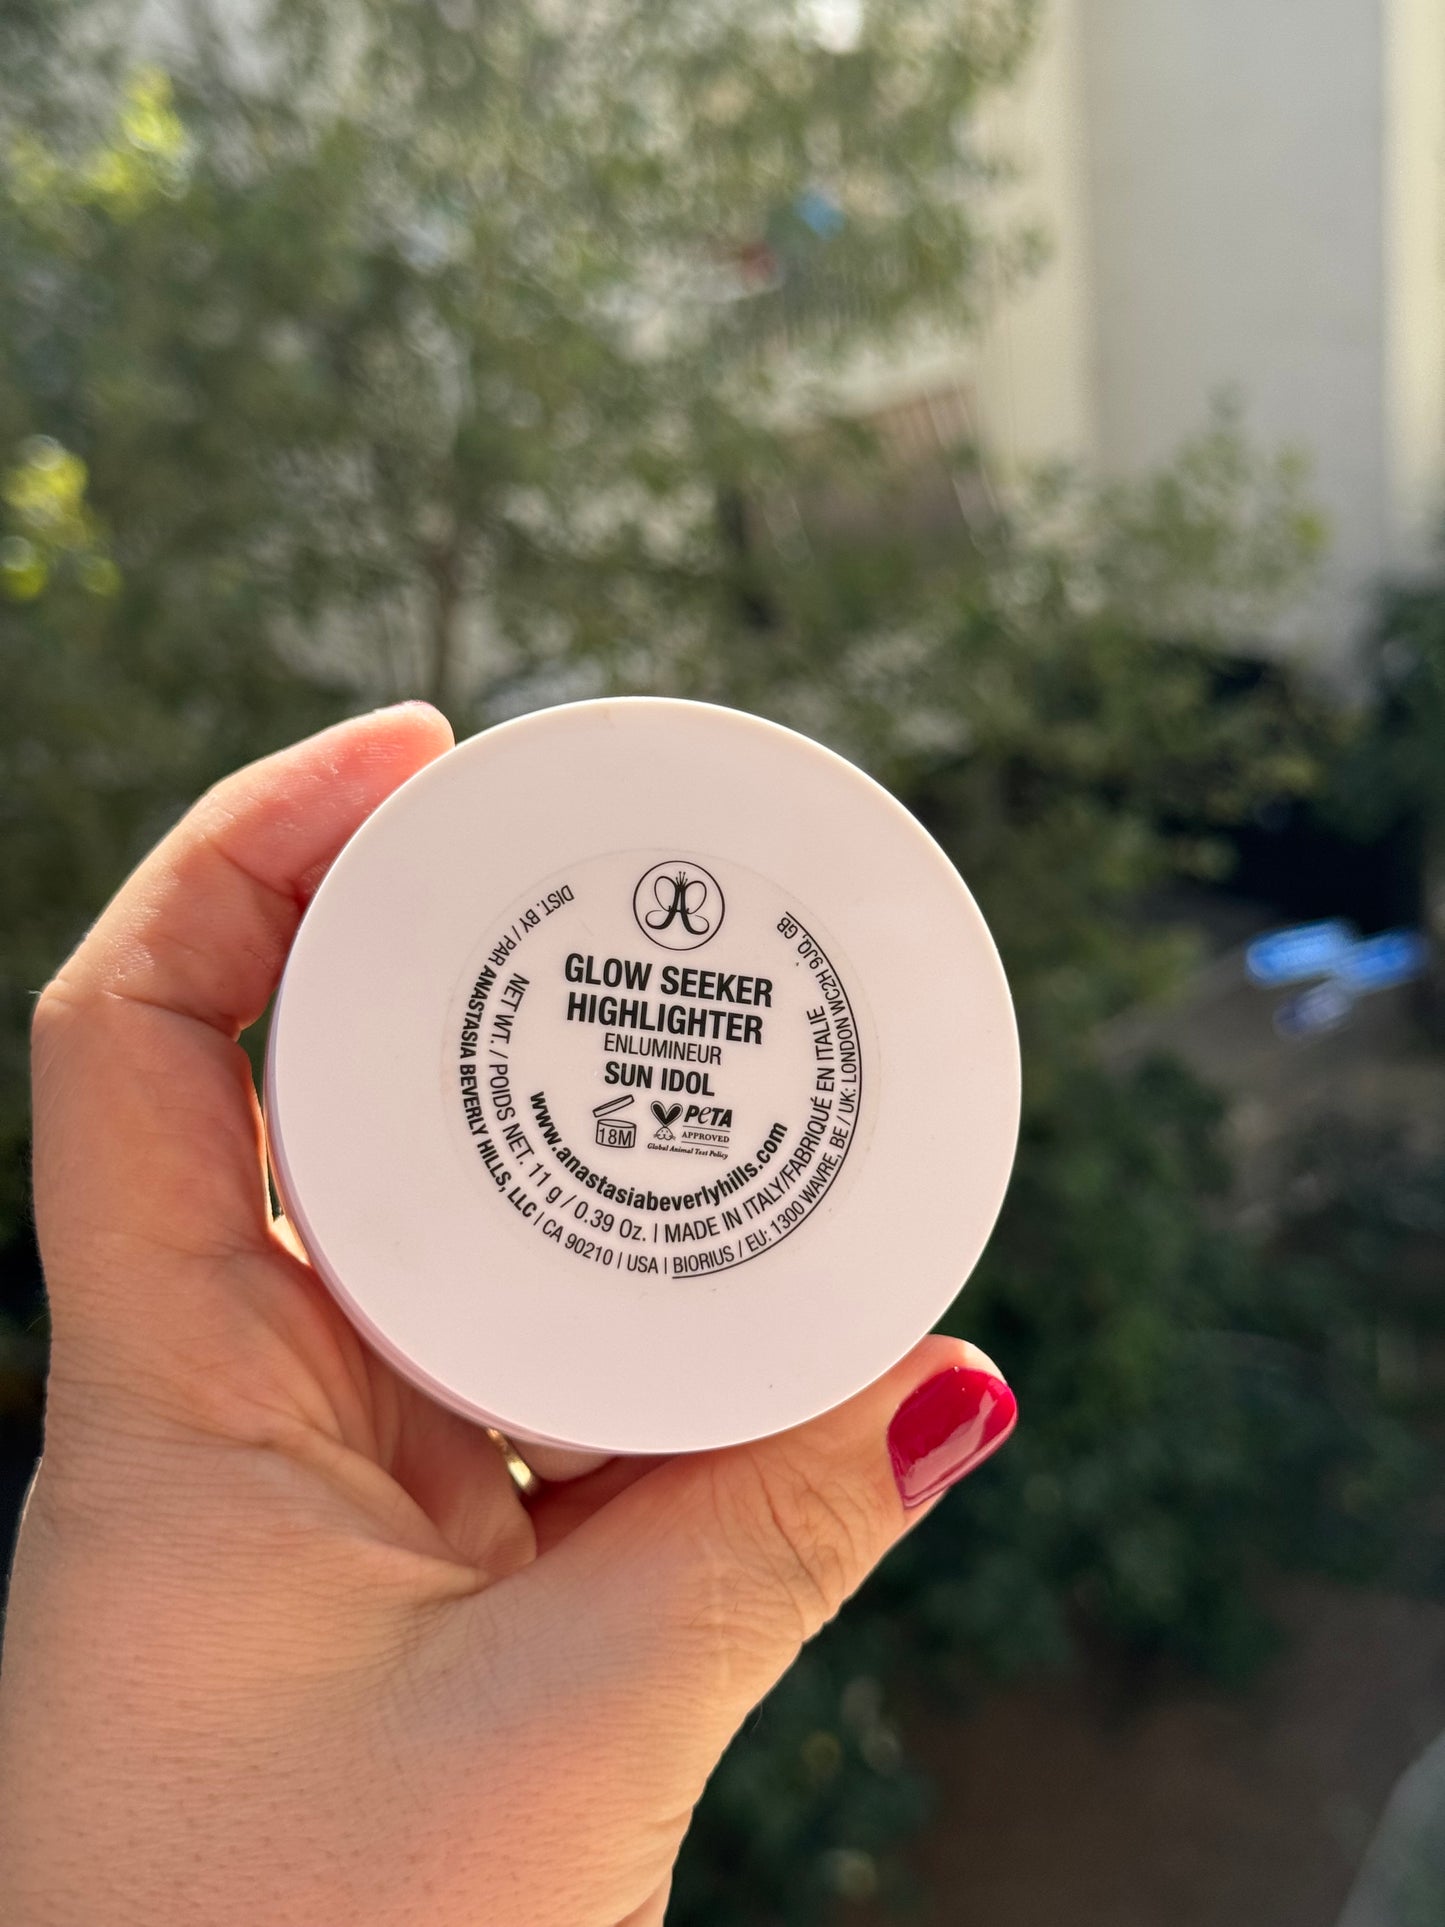 GLOW SEEKER
HIGHLIGHTER
ENLUMINEUR
SUN IDOL
18M
PeTA
APPROVED
Global Animal Test Policy
www.anastasiabeverlyhills.com
NET WT. / POIDS NET. 11 g / 0.39 Oz. | MADE IN ITALY/FABRIQUÉ EN ITALIE
DIST. BY / PAR ANASTASIA BEVERLY HILLS, LLC | CA 90210 | USA | BIORIUS / EU: 1300 WAVRE, BE / UK: LONDON WC2H 9JQ, GB